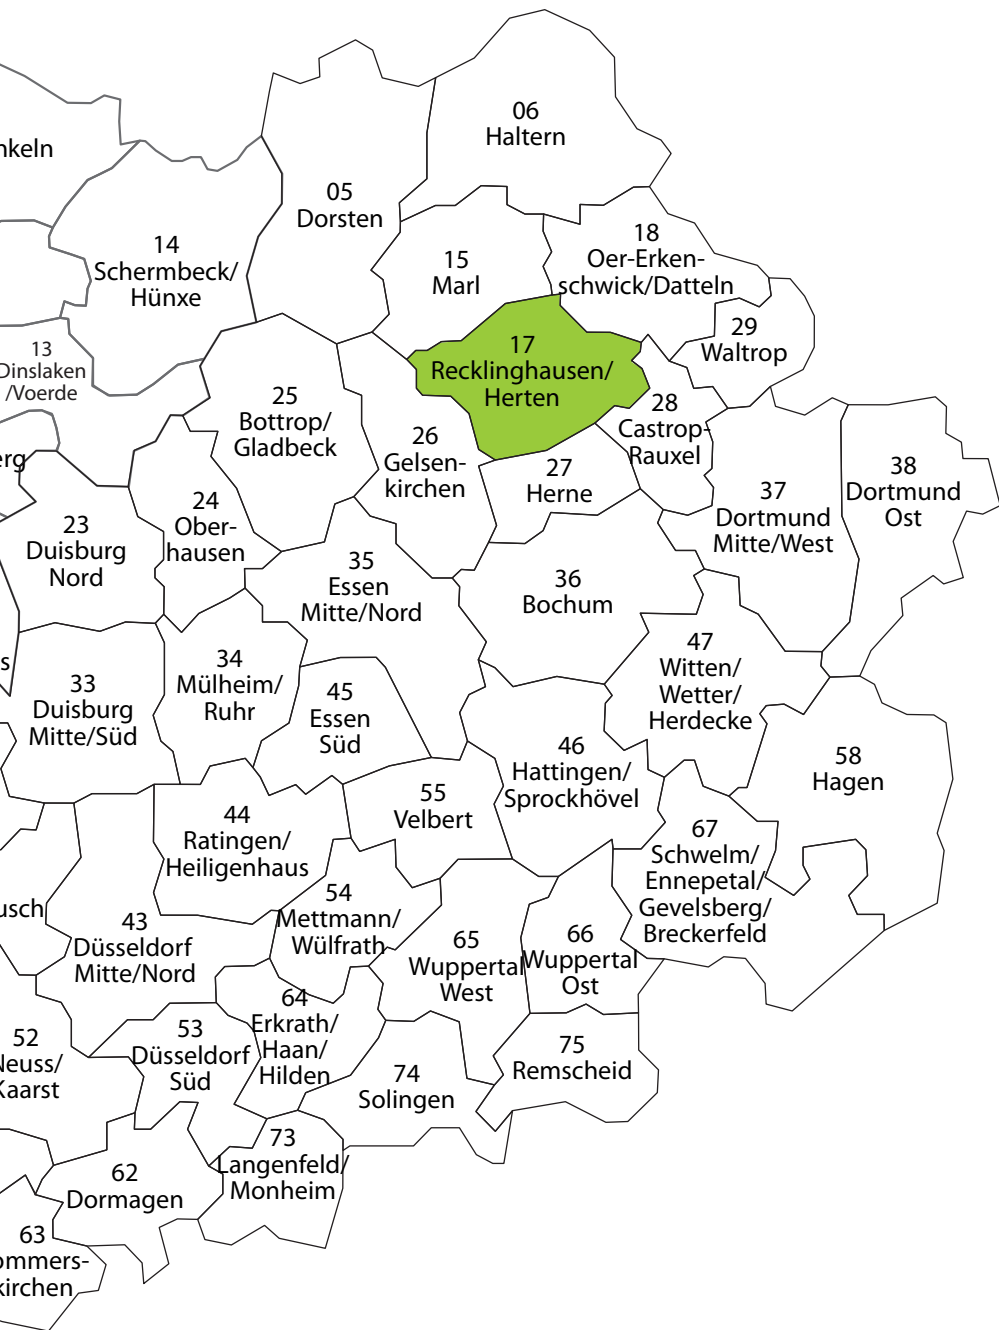 06
Haltern
nkeln
05
Dorsten
14
Schermbeck/
Hünxe
15
Marl
18
Oer-Erken-
schwick/Datteln
29
Waltrop
13
Dinslaken
/Voerde
17
Recklinghausen/
Herten
25
Bottrop/
Gladbeck
28
Castrop-
Rauxel
26
Gelsen-
kirchen
27
Herne
erg
38
Dortmund
Ost
37
Dortmund
Mitte/West
24
Ober-
hausen
23
Duisburg
Nord
35
Essen
Mitte/Nord
36
Bochum
47
Witten/
Wetter/
Herdecke
s
34
Mülheim/
Ruhr
33
Duisburg
Mitte/Süd
45
Essen
Süd
46
Hattingen/
Sprockhövel
58
Hagen
55
Velbert
44
Ratingen/
Heiligenhaus
67
Schwelm/
Ennepetal/
Gevelsberg/
Breckerfeld
54
Mettmann/
Wülfrath
usch
43
Düsseldorf
Mitte/Nord
65
Wuppertal
West
66
Wuppertal
Ost
64
Erkrath/
Haan/
Hilden
52
Neuss/
Kaarst
53
Düsseldorf
Süd
75
Remscheid
74
Solingen
73
Langenfeld/
Monheim
62
Dormagen
63
ommers-
kirchen